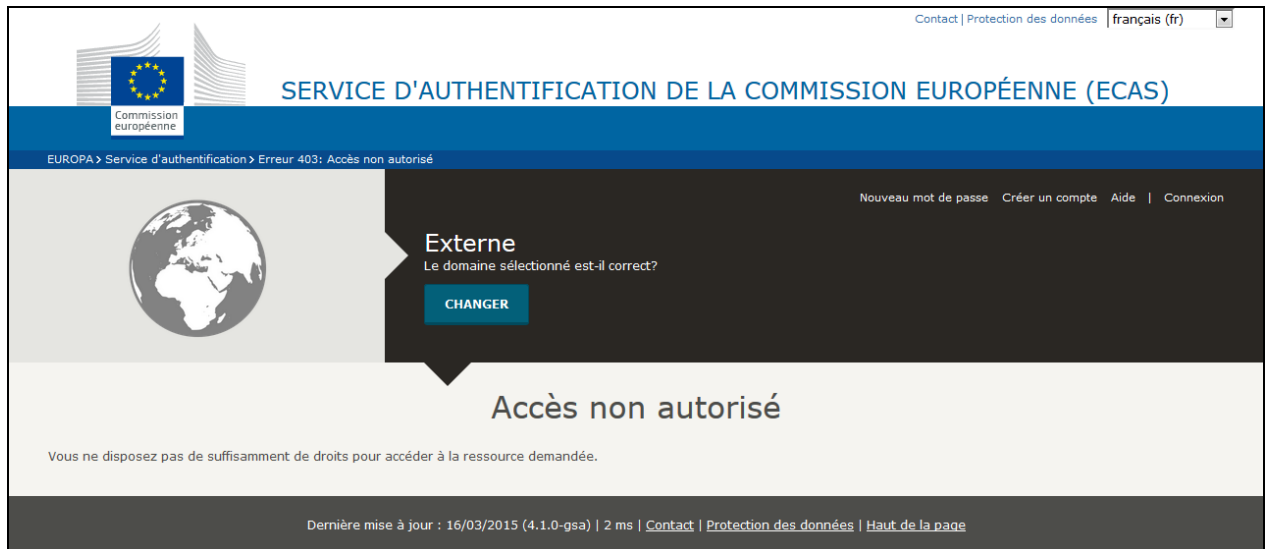 Contact | Protection des données français (fr)
SERVICE D'AUTHENTIFICATION DE LA COMMISSION EUROPÉENNE (ECAS)
Commission
européenne
EUROPA > Service d'authentification > Erreur 403: Accès non autorisé
Nouveau mot de passe Créer un compte Aide | Connexion
Externe
Le domaine sélectionné est-il correct?
CHANGER
Accès non autorisé
Vous ne disposez pas de suffisamment de droits pour accéder à la ressource demandée.
Dernière mise à jour : 16/03/2015 (4.1.0-gsa) | 2 ms | Contact | Protection des données | Haut de la page